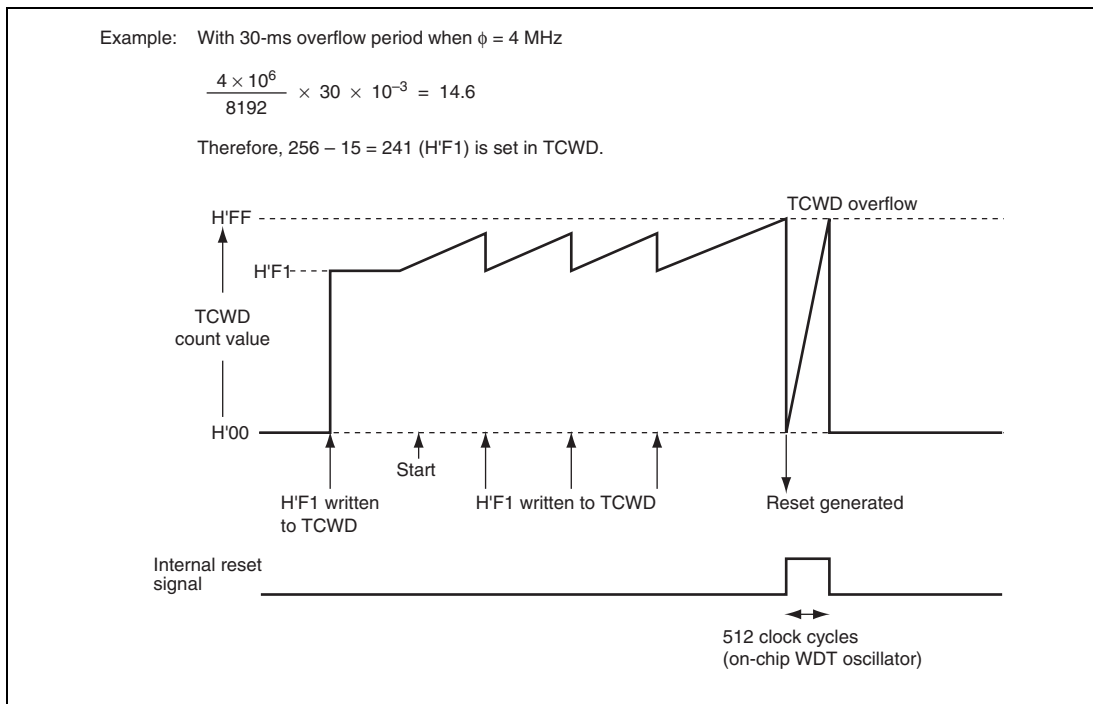 Example: With 30-ms overflow period when φ = 4 MHz
4 × 10⁶
8192
× 30 × 10⁻³ = 14.6
Therefore, 256 – 15 = 241 (H'F1) is set in TCWD.
TCWD overflow
H'FF
H'F1
TCWD
count value
H'00
Start
H'F1 written
to TCWD
H'F1 written to TCWD
Reset generated
Internal reset
signal
512 clock cycles
(on-chip WDT oscillator)